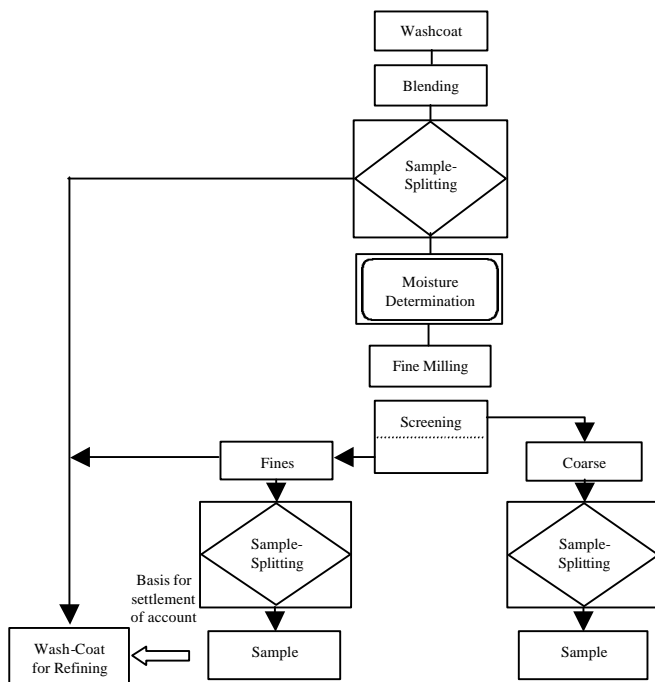 Washcoat
Blending
Sample-
Splitting
Moisture
Determination
Fine Milling
Screening
Fines
Coarse
Sample-
Splitting
Sample-
Splitting
Basis for
settlement
of account
Wash-Coat
for Refining
Sample
Sample